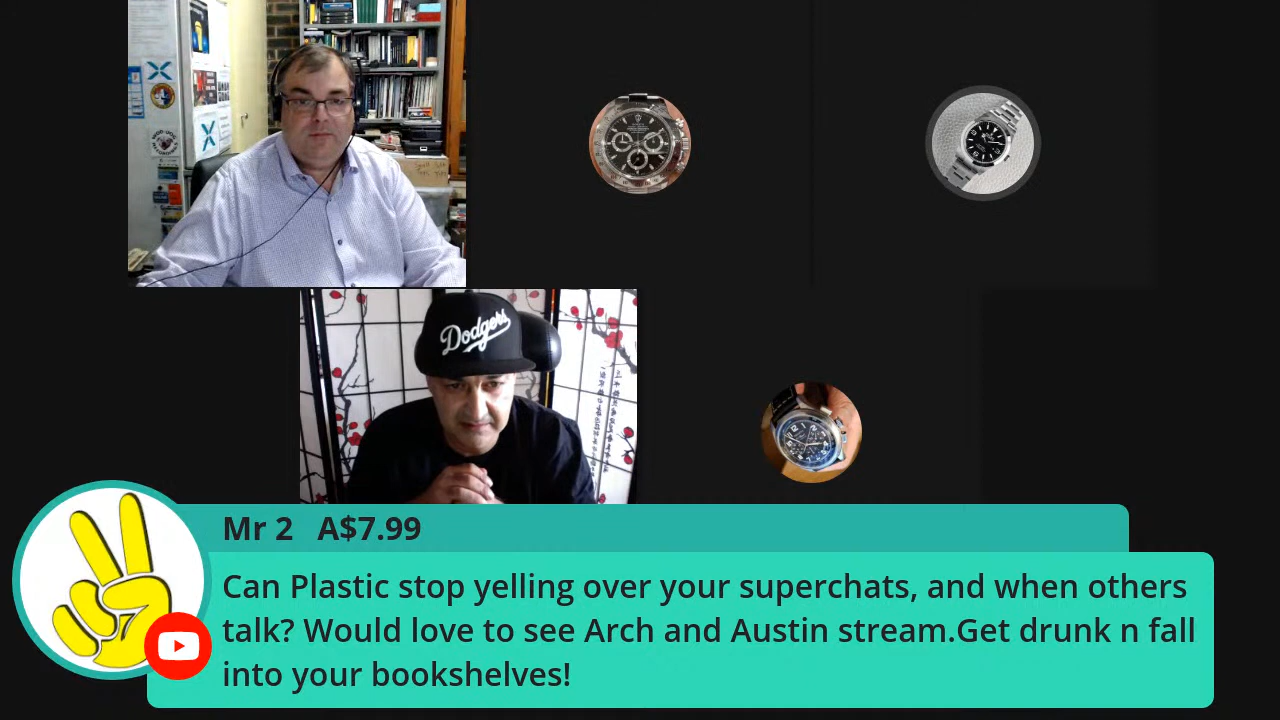 Dodgers
Mr 2 A$7.99
Can Plastic stop yelling over your superchats, and when others
talk? Would love to see Arch and Austin stream.Get drunk n fall
into your bookshelves!